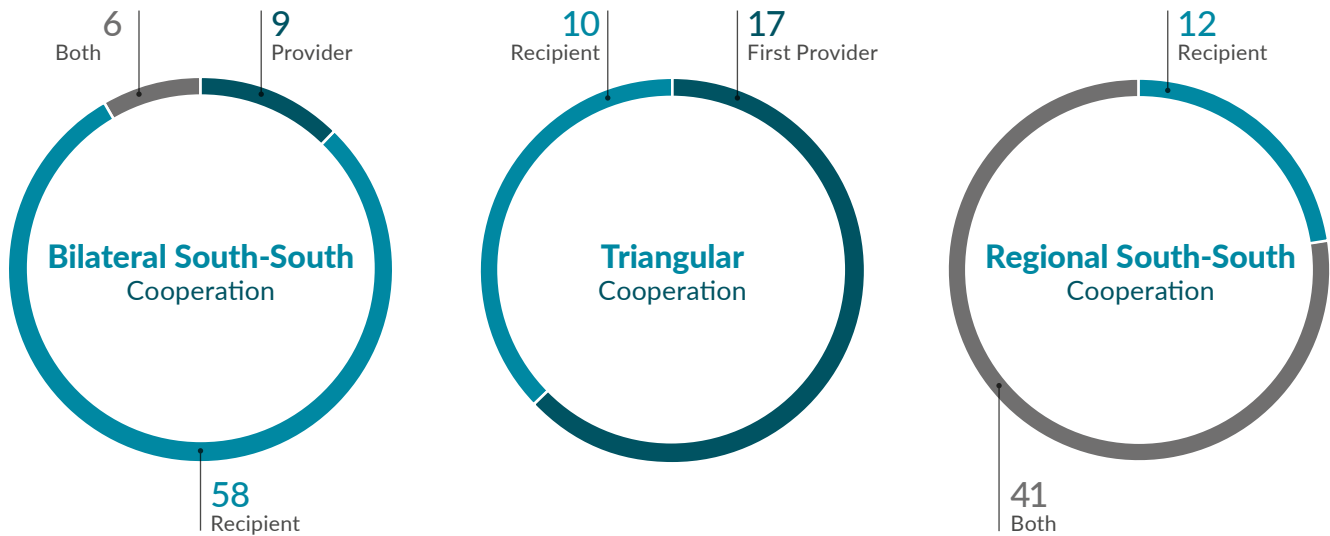 6
Both
9
Provider
Bilateral South-South
Cooperation
58
Recipient
10
Recipient
17
First Provider
Triangular
Cooperation
12
Recipient
Regional South-South
Cooperation
41
Both